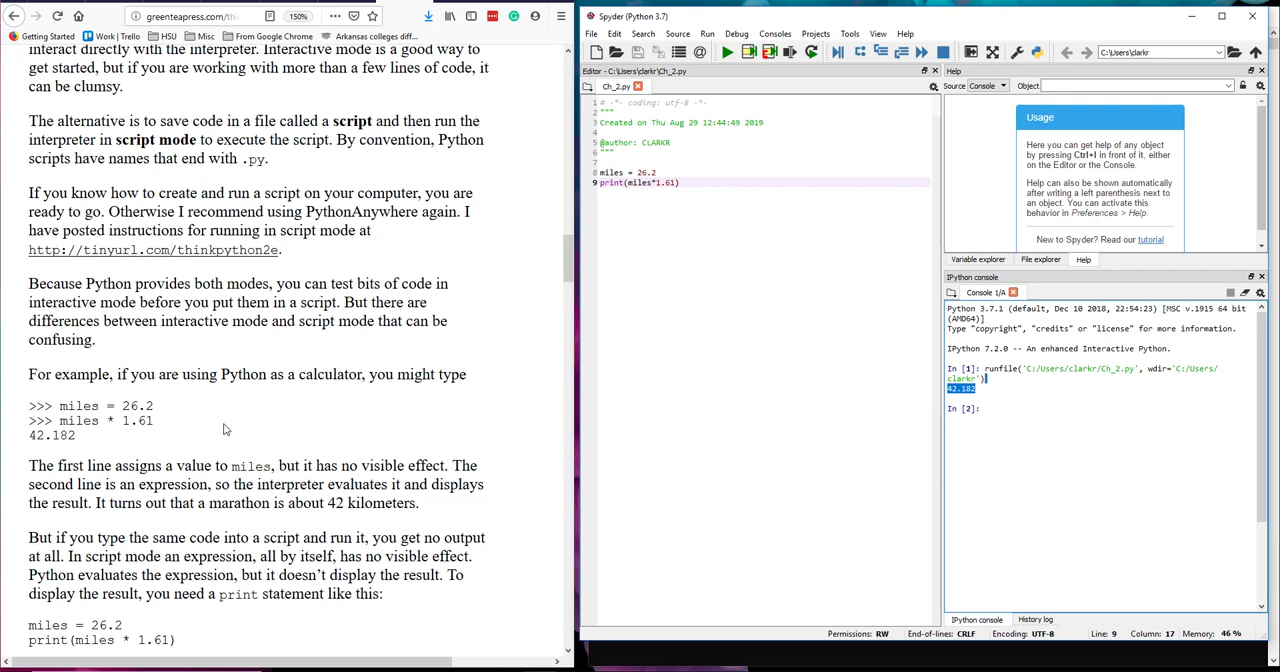 greenteapress.com/thi
150%
Getting Started
Work | Trello
HSU
Misc
From Google Chrome
Arkansas colleges diff...
interact directly with the interpreter. Interactive mode is a good way to
get started, but if you are working with more than a few lines of code, it
can be clumsy.
The alternative is to save code in a file called a script and then run the
interpreter in script mode to execute the script. By convention, Python
scripts have names that end with .py.
If you know how to create and run a script on your computer, you are
ready to go. Otherwise I recommend using PythonAnywhere again. I
have posted instructions for running in script mode at
http://tinyurl.com/thinkpython2e.
Because Python provides both modes, you can test bits of code in
interactive mode before you put them in a script. But there are
differences between interactive mode and script mode that can be
confusing.
For example, if you are using Python as a calculator, you might type
>>> miles = 26.2
>>> miles * 1.61
42.182
The first line assigns a value to miles, but it has no visible effect. The
second line is an expression, so the interpreter evaluates it and displays
the result. It turns out that a marathon is about 42 kilometers.
But if you type the same code into a script and run it, you get no output
at all. In script mode an expression, all by itself, has no visible effect.
Python evaluates the expression, but it doesn't display the result. To
display the result, you need a print statement like this:
miles = 26.2
print(miles * 1.61)
Spyder (Python 3.7)
File Edit Search Source Run Debug Consoles Projects Tools View Help
C:\Users\clarkr
Editor - C:\Users\clarkr\Ch_2.py
Ch_2.py
1 # -*- coding: utf-8 -*-
2 """
3 Created on Thu Aug 29 12:44:49 2019
4
5 @author: CLARKR
6 """
7
8 miles = 26.2
9 print(miles*1.61)
Help
Source Console Object
Usage
Here you can get help of any object
by pressing Ctrl+I in front of it, either
on the Editor or the Console.
Help can also be shown automatically
after writing a left parenthesis next to
an object. You can activate this
behavior in Preferences > Help.
New to Spyder? Read our tutorial
Variable explorer File explorer Help
IPython console
Console 1/A
Python 3.7.1 (default, Dec 10 2018, 22:54:23) [MSC v.1915 64 bit
(AMD64)]
Type "copyright", "credits" or "license" for more information.
IPython 7.2.0 -- An enhanced Interactive Python.
In [1]: runfile('C:/Users/clarkr/Ch_2.py', wdir='C:/Users/
clarkr')
42.182
In [2]:
IPython console History log
Permissions: RW End-of-lines: CRLF Encoding: UTF-8 Line: 9 Column: 17 Memory: 46 %